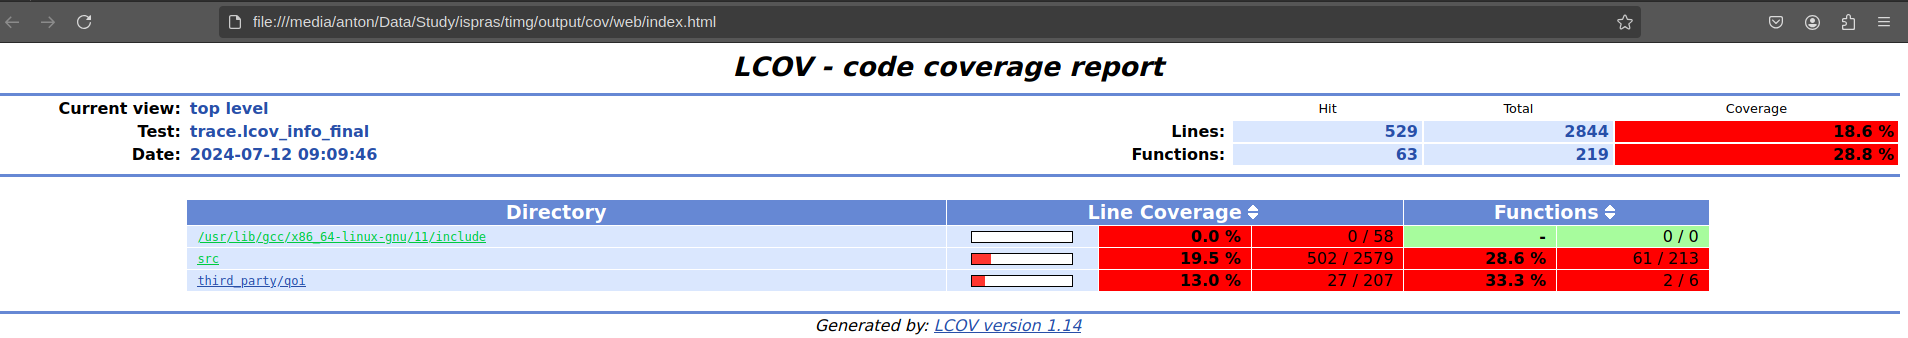 file:///media/anton/Data/Study/ispras/timg/output/cov/web/index.html
LCOV - code coverage report
Current view: top level Hit Total Coverage
Test: trace.lcov_info_final Lines: 529 2844 18.6 %
Date: 2024-07-12 09:09:46 Functions: 63 219 28.8 %
Directory Line Coverage Functions
/usr/lib/gcc/x86_64-linux-gnu/11/include 0.0 % 0 / 58 - 0 / 0
src 19.5 % 502 / 2579 28.6 % 61 / 213
third_party/qoi 13.0 % 27 / 207 33.3 % 2 / 6
Generated by: LCOV version 1.14